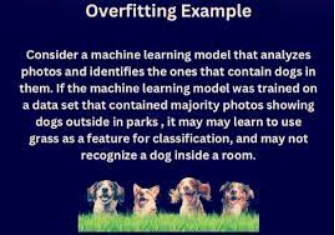 Overfitting Example
Consider a machine learning model that analyzes
photos and identifies the ones that contain dogs in
them. If the machine learning model was trained on
a data set that contained majority photos showing
dogs outside in parks , it may may learn to use
grass as a feature for classification, and may not
recognize a dog inside a room.